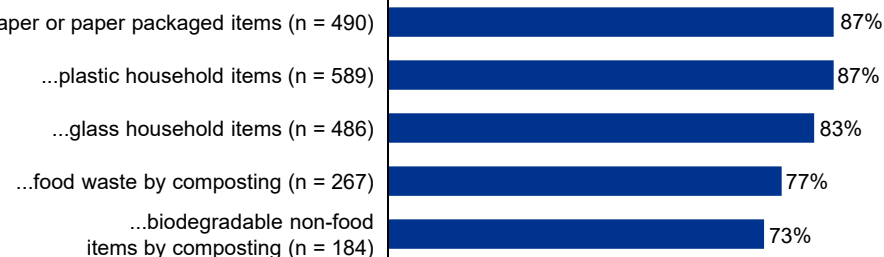 or paper packaged items (n = 490)
87%
...plastic household items (n = 589)
87%
...glass household items (n = 486)
83%
...food waste by composting (n = 267)
77%
...biodegradable non-food
items by composting (n = 184)
73%